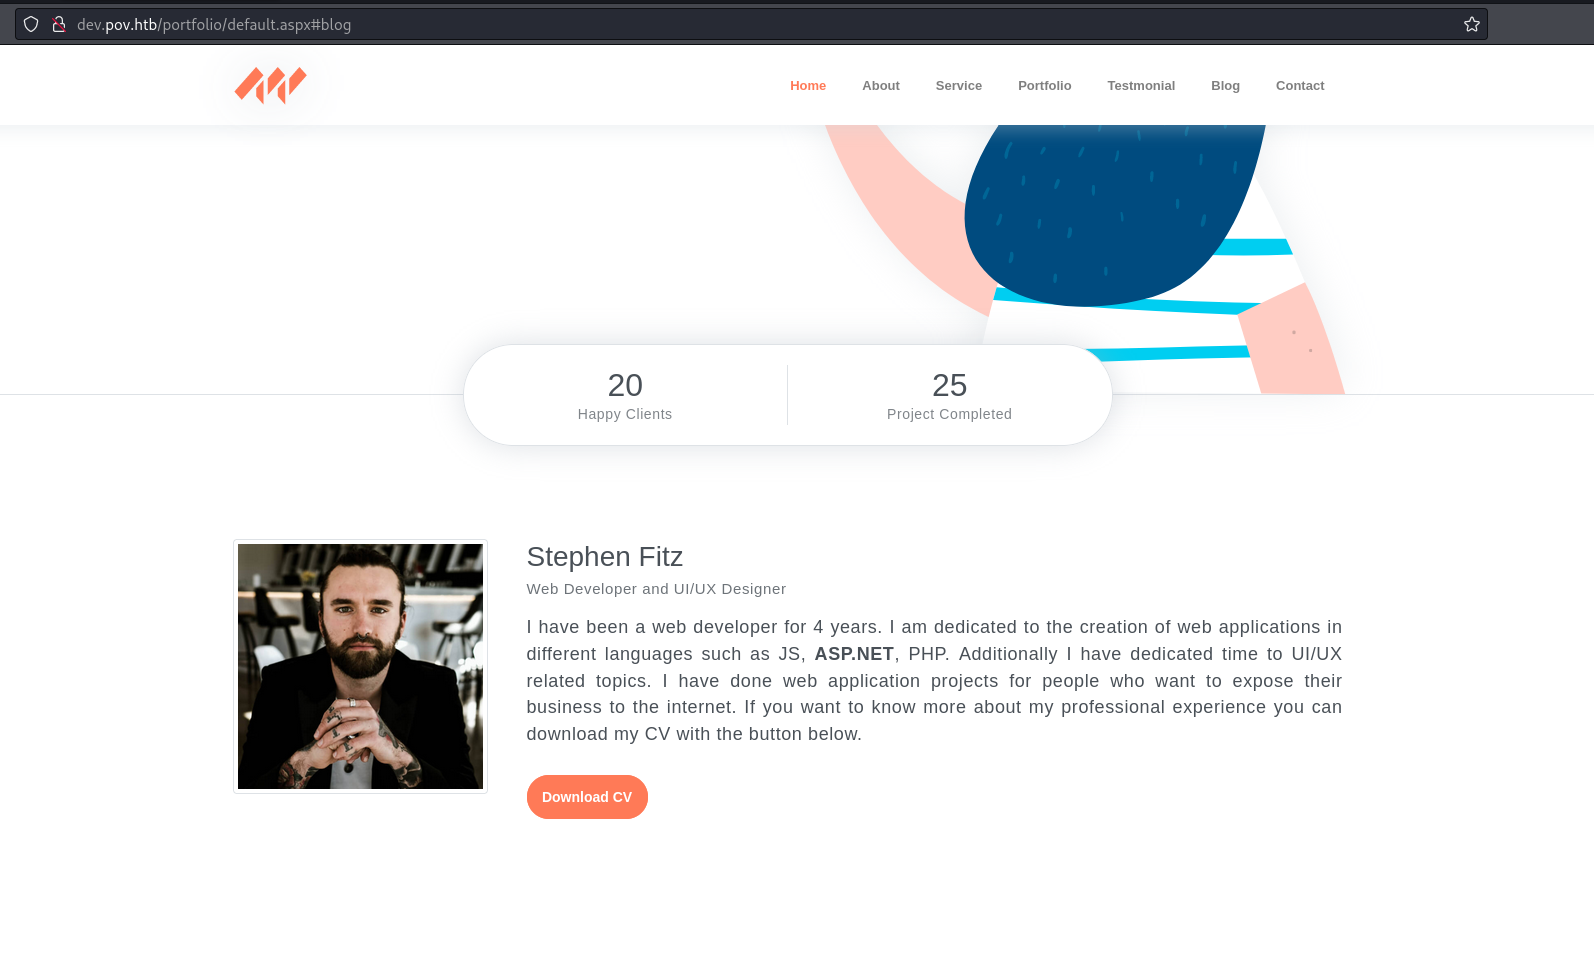 dev.pov.htb/portfolio/default.aspx#blog
Home About Service Portfolio Testmonial Blog Contact
20 25
Happy Clients Project Completed
Stephen Fitz
Web Developer and UI/UX Designer
I have been a web developer for 4 years. I am dedicated to the creation of web applications in
different languages such as JS, ASP.NET, PHP. Additionally I have dedicated time to UI/UX
related topics. I have done web application projects for people who want to expose their
business to the internet. If you want to know more about my professional experience you can
download my CV with the button below.
Download CV